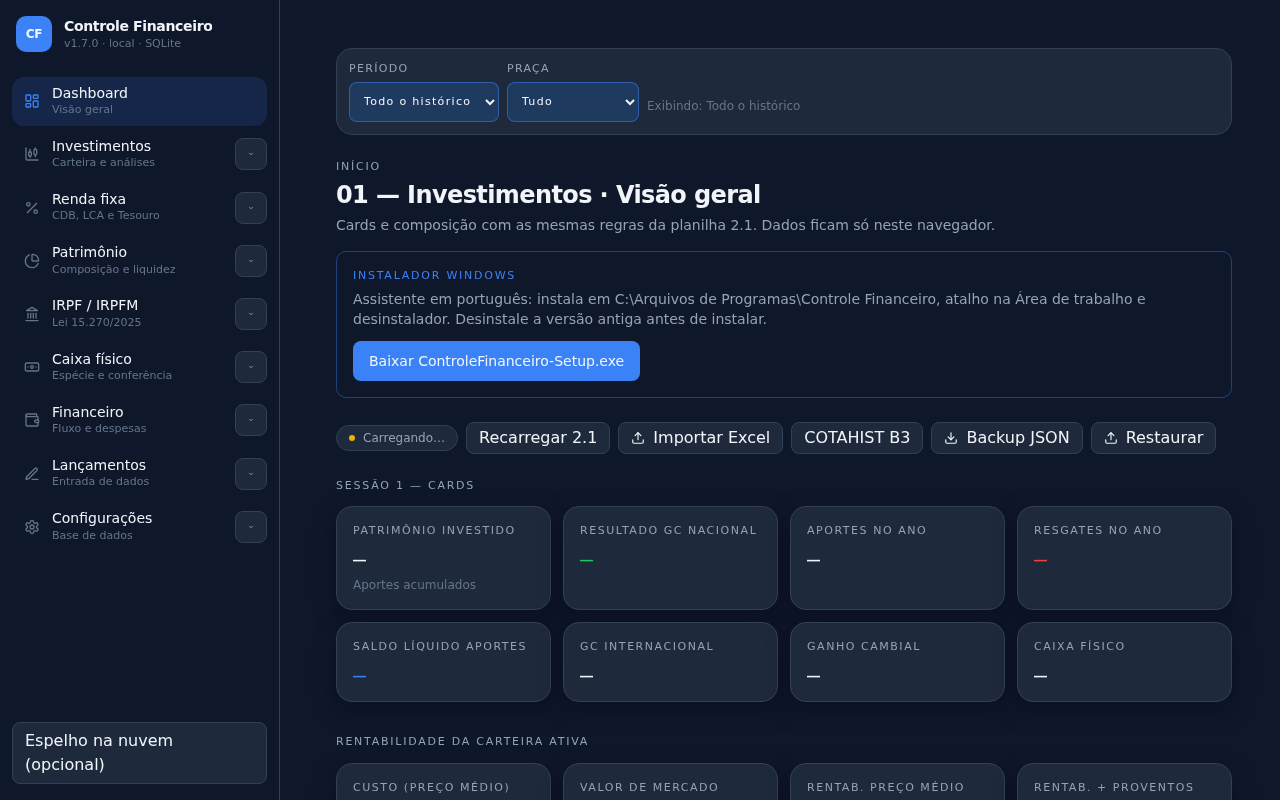 CF
Controle Financeiro
v1.7.0 · local · SQLite
Dashboard
Visão geral
Investimentos
Carteira e análises
Renda fixa
CDB, LCA e Tesouro
Patrimônio
Composição e liquidez
IRPF / IRPFM
Lei 15.270/2025
Caixa físico
Espécie e conferência
Financeiro
Fluxo e despesas
Lançamentos
Entrada de dados
Configurações
Base de dados
Espelho na nuvem
(opcional)
PERÍODO PRAÇA
Todo o histórico Tudo Exibindo: Todo o histórico
INÍCIO
01 — Investimentos · Visão geral
Cards e composição com as mesmas regras da planilha 2.1. Dados ficam só neste navegador.
INSTALADOR WINDOWS
Assistente em português: instala em C:\Arquivos de Programas\Controle Financeiro, atalho na Área de trabalho e
desinstalador. Desinstale a versão antiga antes de instalar.
Baixar ControleFinanceiro-Setup.exe
Carregando… Recarregar 2.1 Importar Excel COTAHIST B3 Backup JSON Restaurar
SESSÃO 1 — CARDS
PATRIMÔNIO INVESTIDO RESULTADO GC NACIONAL APORTES NO ANO RESGATES NO ANO
— — — —
Aportes acumulados
SALDO LÍQUIDO APORTES GC INTERNACIONAL GANHO CAMBIAL CAIXA FÍSICO
— — — —
RENTABILIDADE DA CARTEIRA ATIVA
CUSTO (PREÇO MÉDIO) VALOR DE MERCADO RENTAB. PREÇO MÉDIO RENTAB. + PROVENTOS